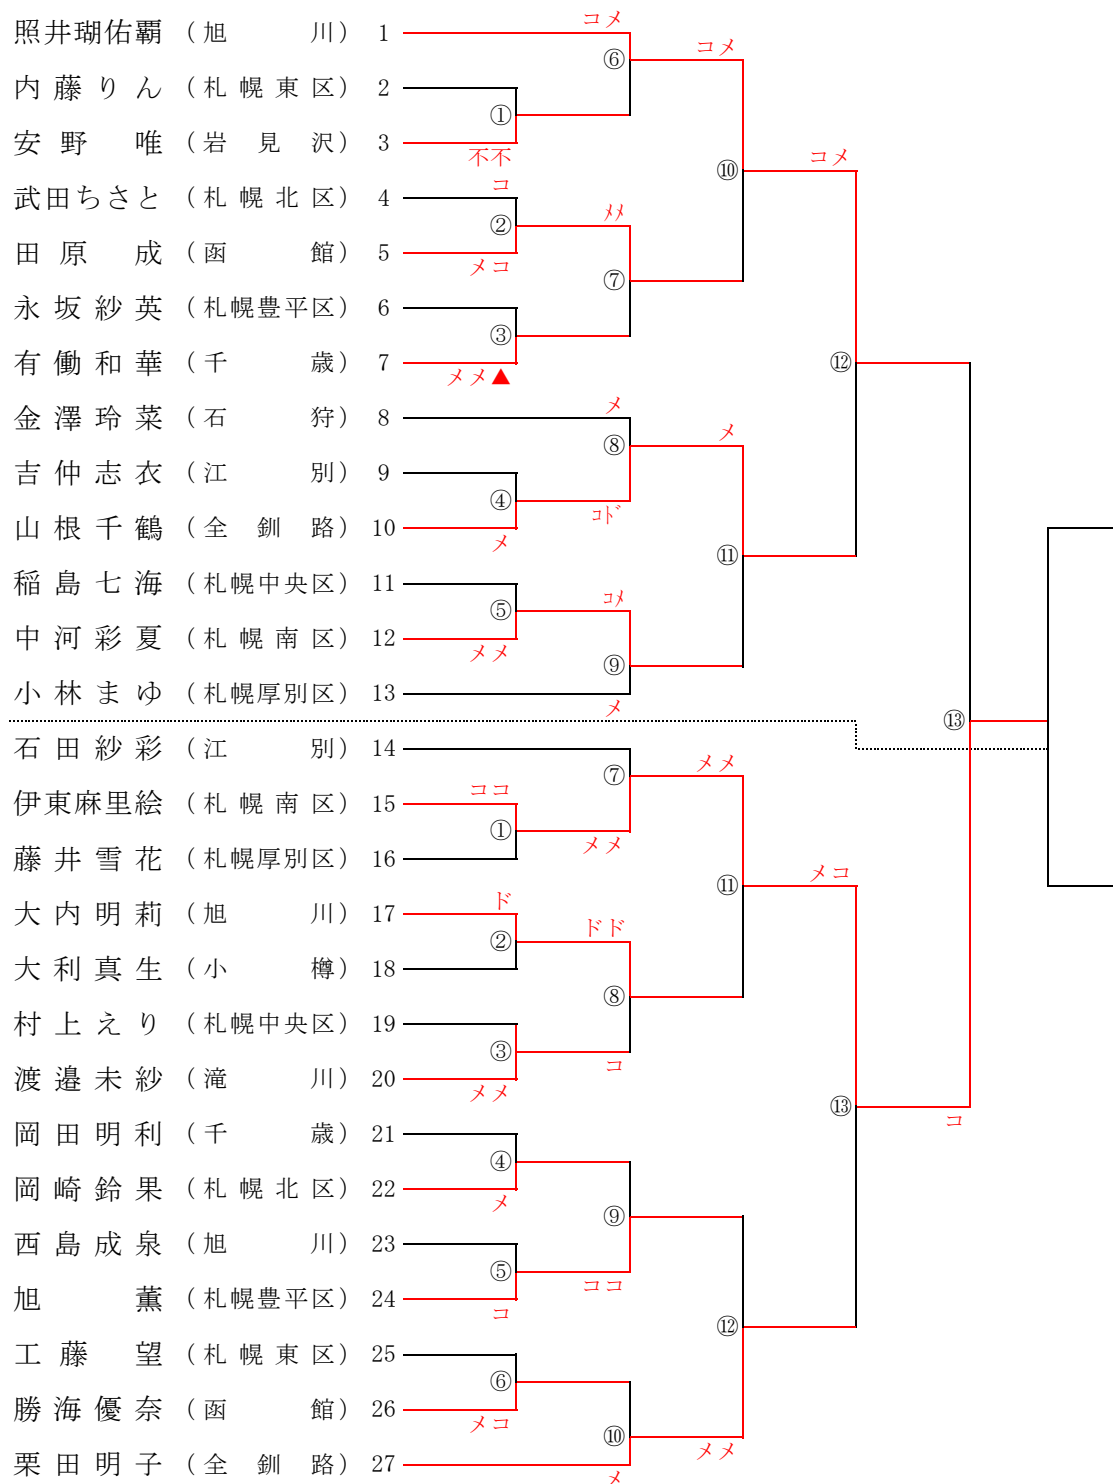 コメ
照井瑚佑覇 (旭川) 1
⑥ コメ
内藤りん (札幌東区) 2
①
安野唯 (岩見沢) 3
不不
⑩ コメ
コ
武田ちさと (札幌北区) 4
② メメ
田原成 (函館) 5
メコ
⑦
永坂紗英 (札幌豊平区) 6
③
有働和華 (千歳) 7
メメ▲
⑫
メ
金澤玲菜 (石狩) 8
⑧ メ
吉仲志衣 (江別) 9
④
コド
山根千鶴 (全釧路) 10
メ
⑪
稲島七海 (札幌中央区) 11
⑤ コメ
中河彩夏 (札幌南区) 12
メメ
⑨
小林まゆ (札幌厚別区) 13
メ
⑬
石田紗彩 (江別) 14
⑦ メメ
ココ
伊東麻里絵 (札幌南区) 15
①
メメ
藤井雪花 (札幌厚別区) 16
⑪ メコ
ド
大内明莉 (旭川) 17
② ドド
大利真生 (小樽) 18
⑧
村上えり (札幌中央区) 19
③
コ
渡邉未紗 (滝川) 20
メメ
⑬
コ
岡田明利 (千歳) 21
④
岡崎鈴果 (札幌北区) 22
メ
⑨
西島成泉 (旭川) 23
⑤
ココ
旭薫 (札幌豊平区) 24
コ
⑫
工藤望 (札幌東区) 25
⑥
勝海優奈 (函館) 26
メコ
⑩
メメ
栗田明子 (全釧路) 27
メ